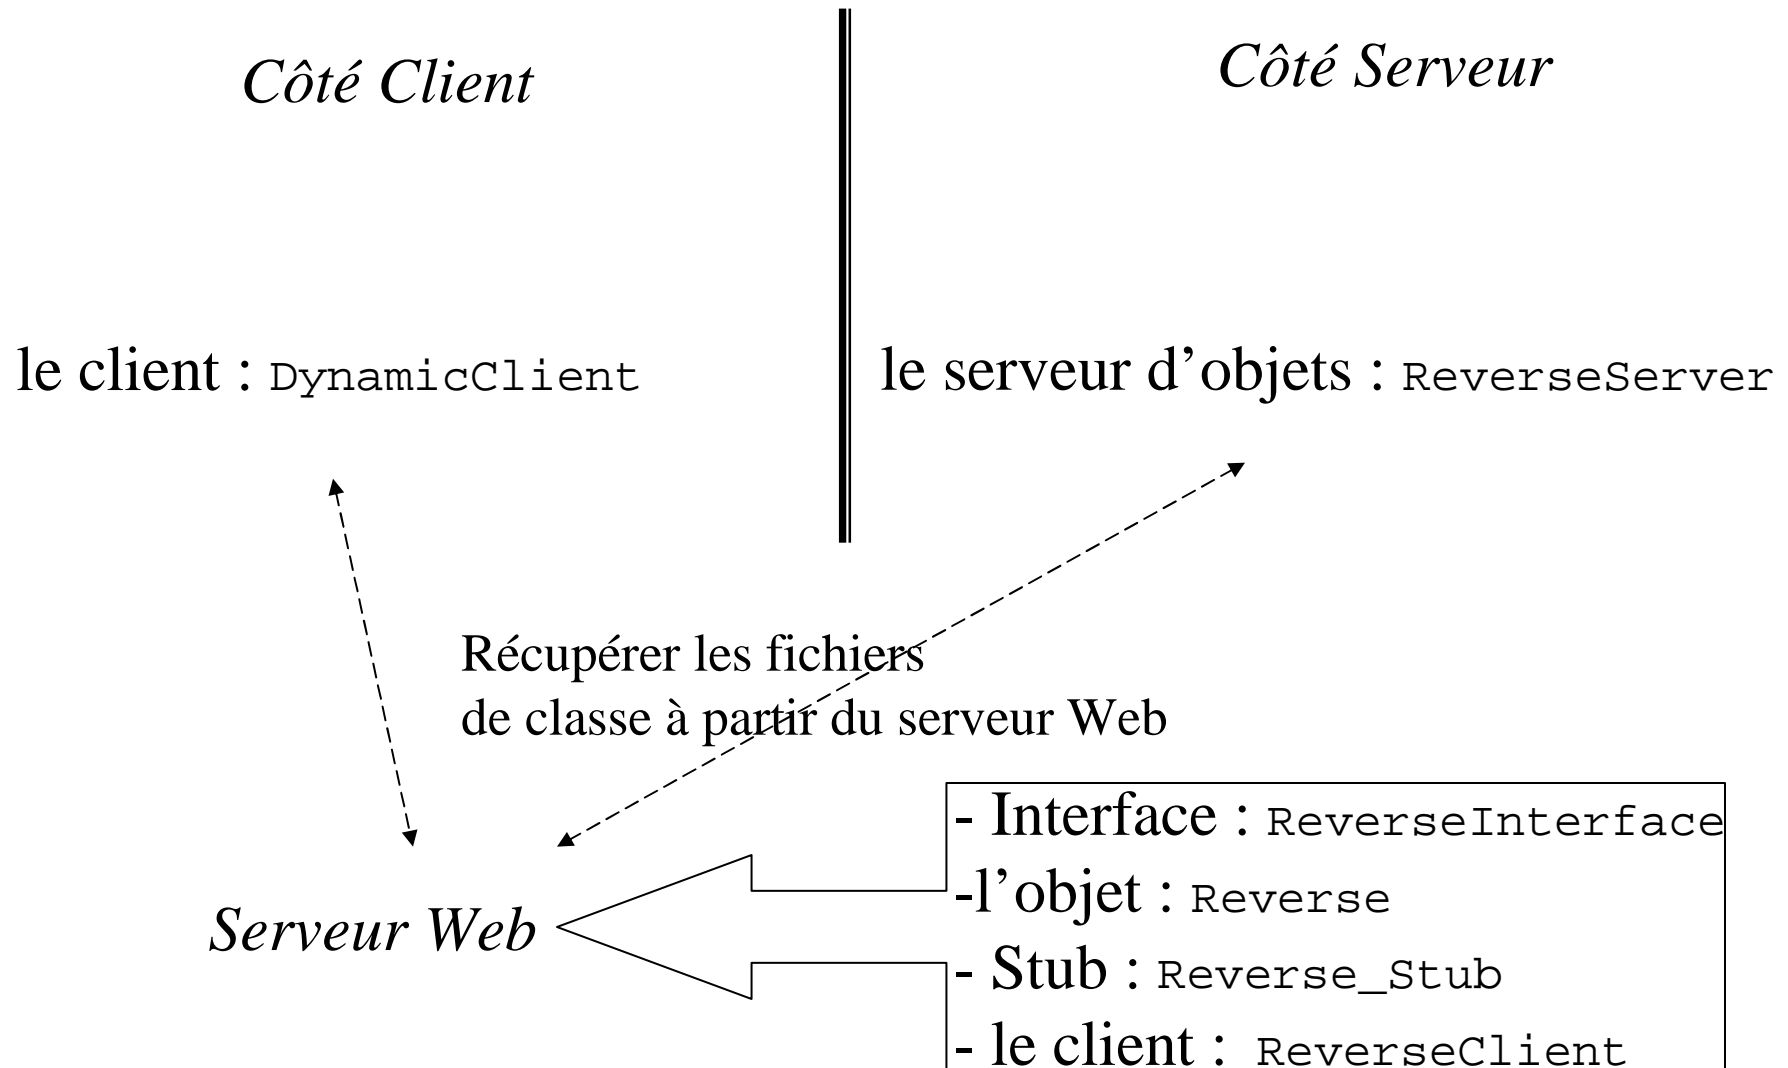 Côté Client
Côté Serveur
le client : DynamicClient
le serveur d’objets : ReverseServer
Récupérer les fichiers
de classe à partir du serveur Web
Serveur Web
- Interface : ReverseInterface
-l’objet : Reverse
- Stub : Reverse_Stub
- le client : ReverseClient